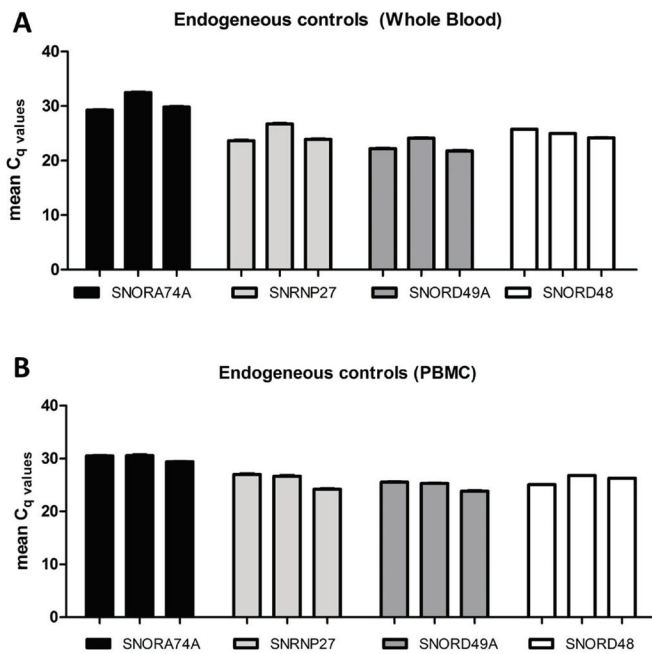 A
Endogeneous controls (Whole Blood)
mean Cq values
40
30
20
10
0
SNORA74A SNRNP27 SNORD49A SNORD48
B
Endogeneous controls (PBMC)
mean Cq values
40
30
20
10
0
SNORA74A SNRNP27 SNORD49A SNORD48